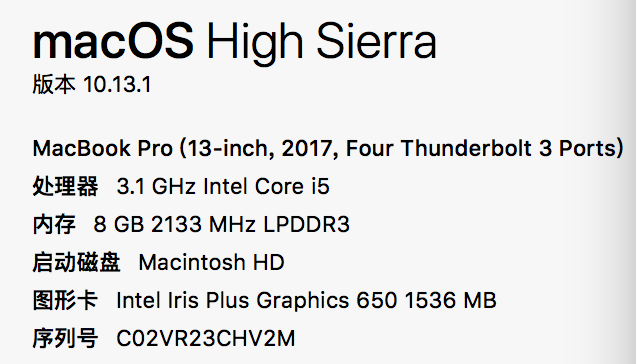 macOS High Sierra
版本 10.13.1
MacBook Pro (13-inch, 2017, Four Thunderbolt 3 Ports)
处理器 3.1 GHz Intel Core i5
内存 8 GB 2133 MHz LPDDR3
启动磁盘 Macintosh HD
图形卡 Intel Iris Plus Graphics 650 1536 MB
序列号 C02VR23CHV2M